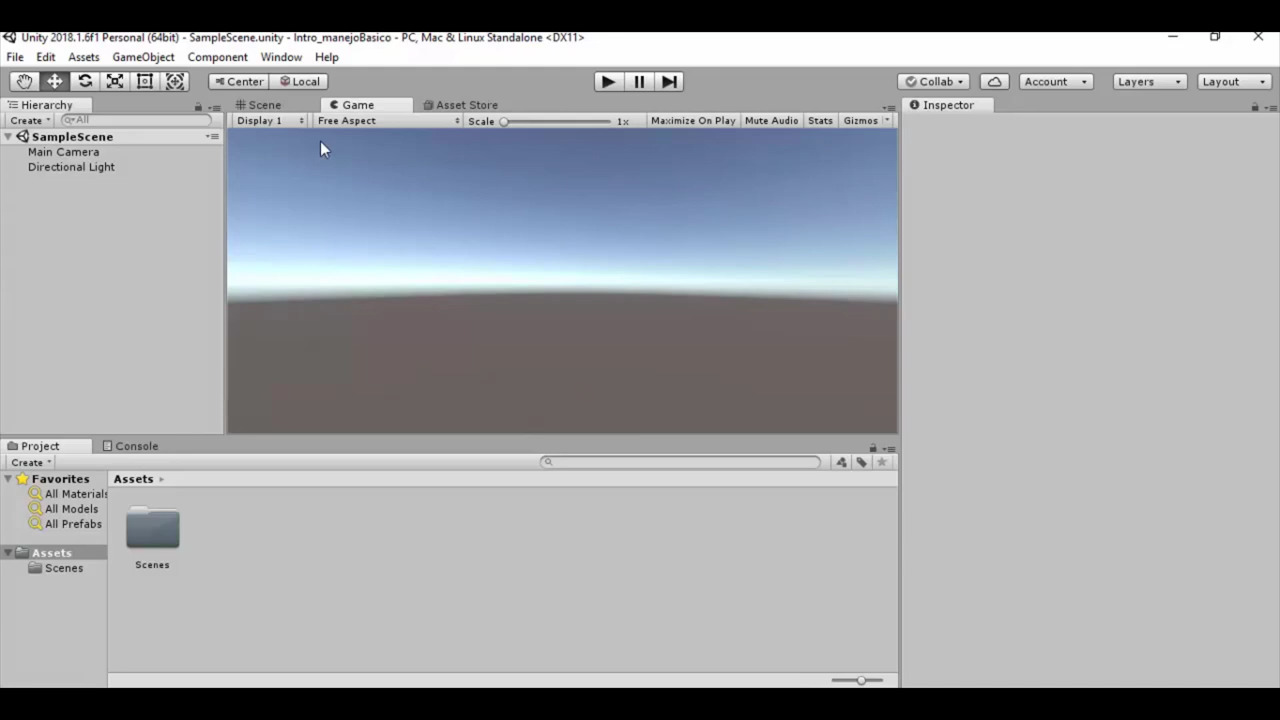 Unity 2018.1.6f1 Personal (64bit) - SampleScene.unity - Intro_manejoBasico - PC, Mac & Linux Standalone <DX11>
File Edit Assets GameObject Component Window Help
Center Local Collab Account Layers Layout
Hierarchy Scene Game Asset Store Inspector
Create All Display 1 Free Aspect Scale 1x Maximize On Play Mute Audio Stats Gizmos
SampleScene
Main Camera
Directional Light
Project Console
Create
Favorites Assets
All Materials
All Models
All Prefabs
Assets
Scenes
Scenes